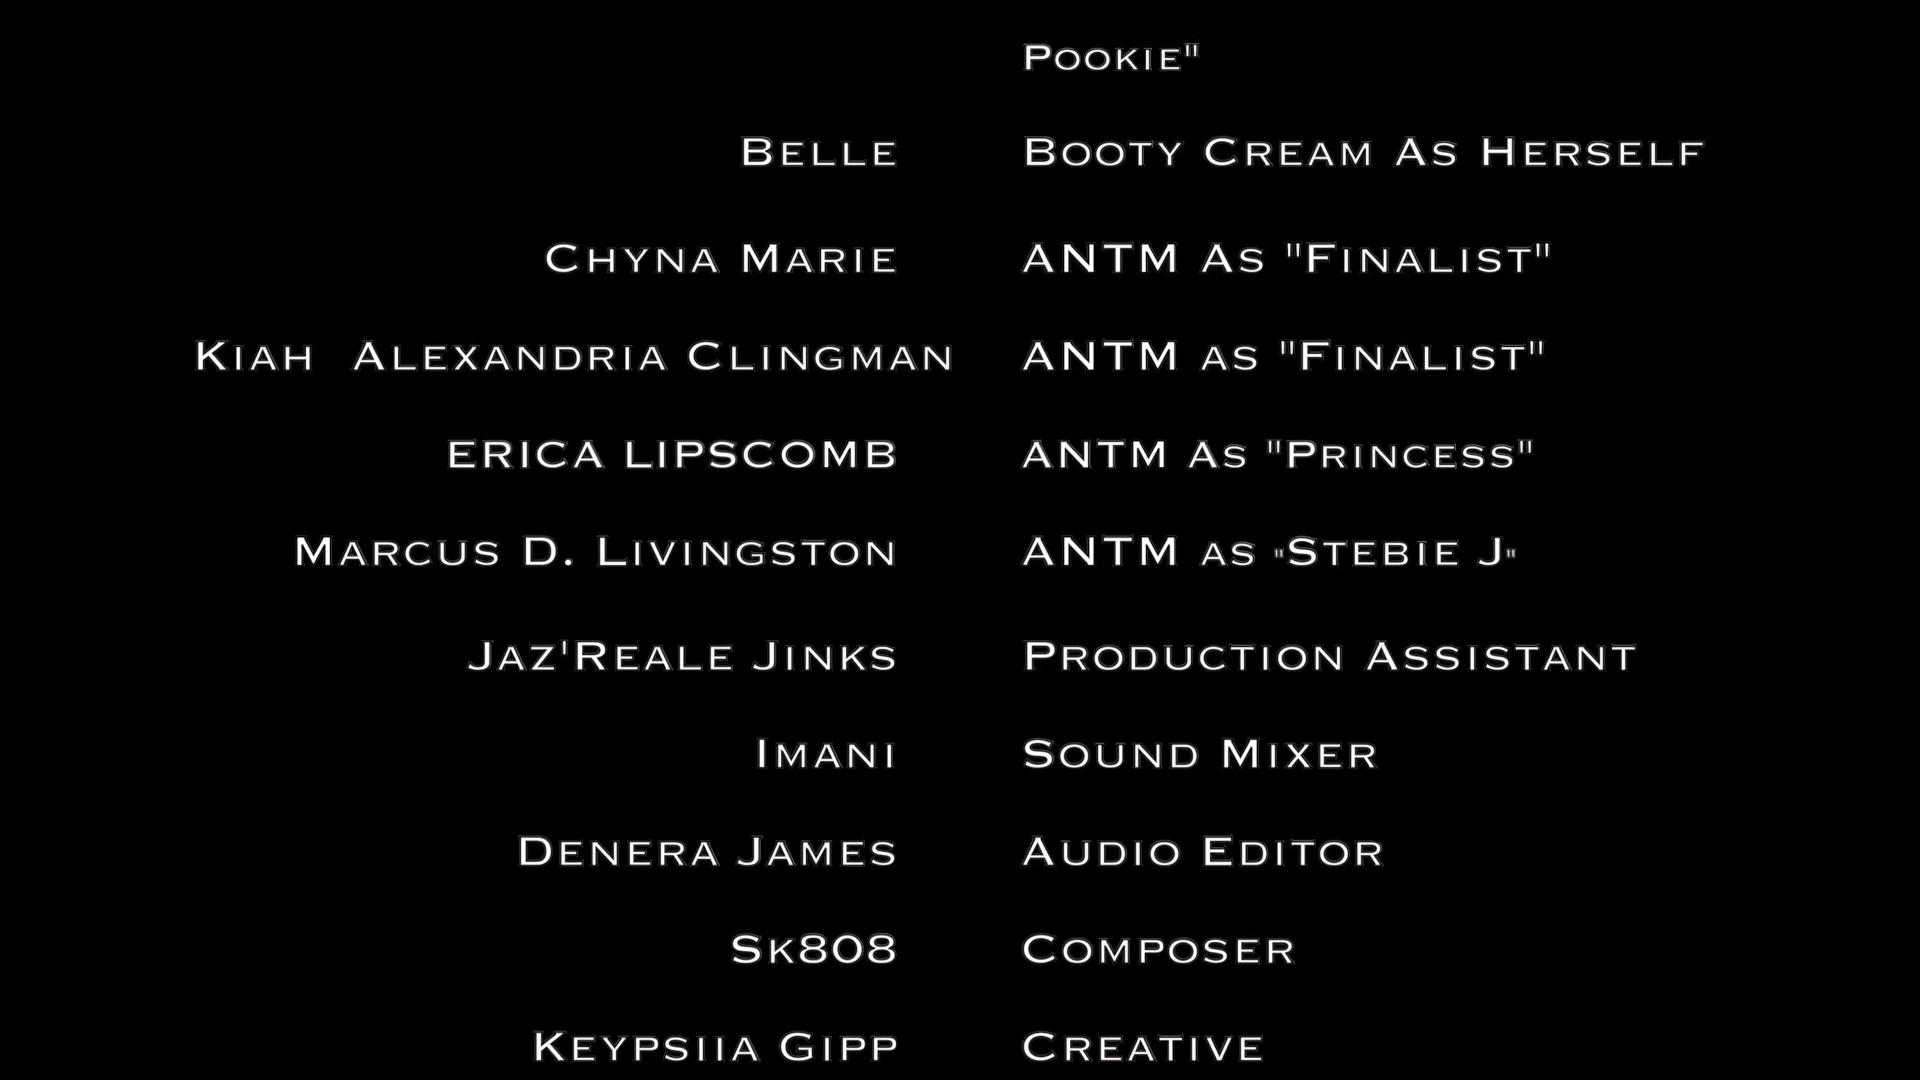 Pookie"
Belle Booty Cream As Herself
Chyna Marie ANTM As "Finalist"
Kiah Alexandria Clingman ANTM as "Finalist"
ERICA LIPSCOMB ANTM As "Princess"
Marcus D. Livingston ANTM as "Stebie J"
Jaz'Reale Jinks Production Assistant
Imani Sound Mixer
Denera James Audio Editor
Sk808 Composer
Keypsiia Gipp Creative